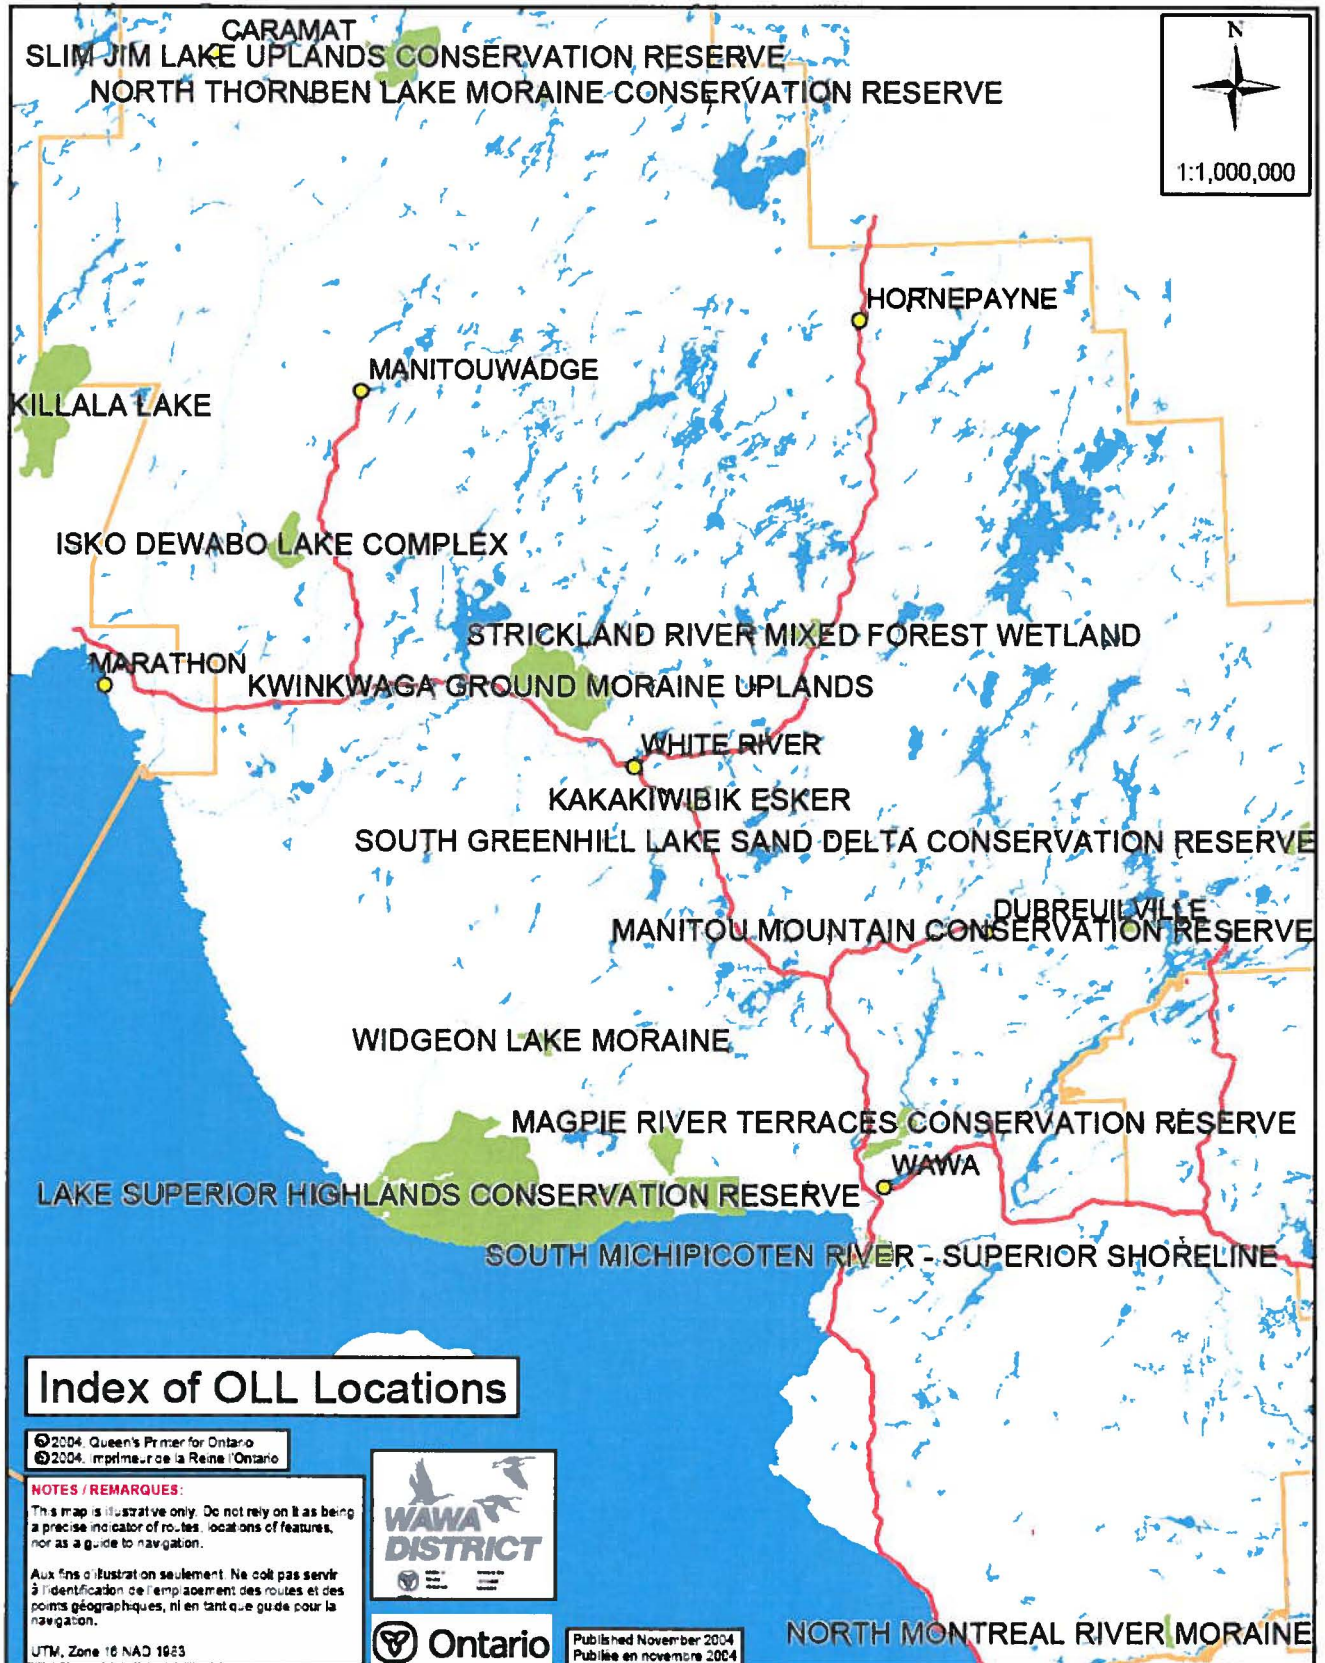 CARAMAT
SLIM JIM LAKE UPLANDS CONSERVATION RESERVE
NORTH THORNBEN LAKE MORAINE CONSERVATION RESERVE
N
1:1,000,000
HORNEPAYNE
MANITOUWADGE
KILLALA LAKE
ISKO DEWABO LAKE COMPLEX
STRICKLAND RIVER MIXED FOREST WETLAND
MARATHON
KWINKWAGA GROUND MORAINE UPLANDS
WHITE RIVER
KAKAKIWIBIK ESKER
SOUTH GREENHILL LAKE SAND DELTA CONSERVATION RESERVE
DUBREUILVILLE
MANITOU MOUNTAIN CONSERVATION RESERVE
WIDGEON LAKE MORAINE
MAGPIE RIVER TERRACES CONSERVATION RESERVE
WAWA
LAKE SUPERIOR HIGHLANDS CONSERVATION RESERVE
SOUTH MICHIPICOTEN RIVER - SUPERIOR SHORELINE
Index of OLL Locations
© 2004, Queen's Printer for Ontario
© 2004, Imprimeur de la Reine l'Ontario
NOTES / REMARQUES:
This map is illustrative only. Do not rely on it as being
a precise indicator of routes, locations of features,
nor as a guide to navigation.
Aux fins d'illustration seulement. Ne doit pas servir
à l'identification de l'emplacement des routes et des
points géographiques, ni en tant que guide pour la
navigation.
UTM, Zone 16 NAD 1983
WAWA
DISTRICT
Ontario
Published November 2004
Publiée en novembre 2004
NORTH MONTREAL RIVER MORAINE